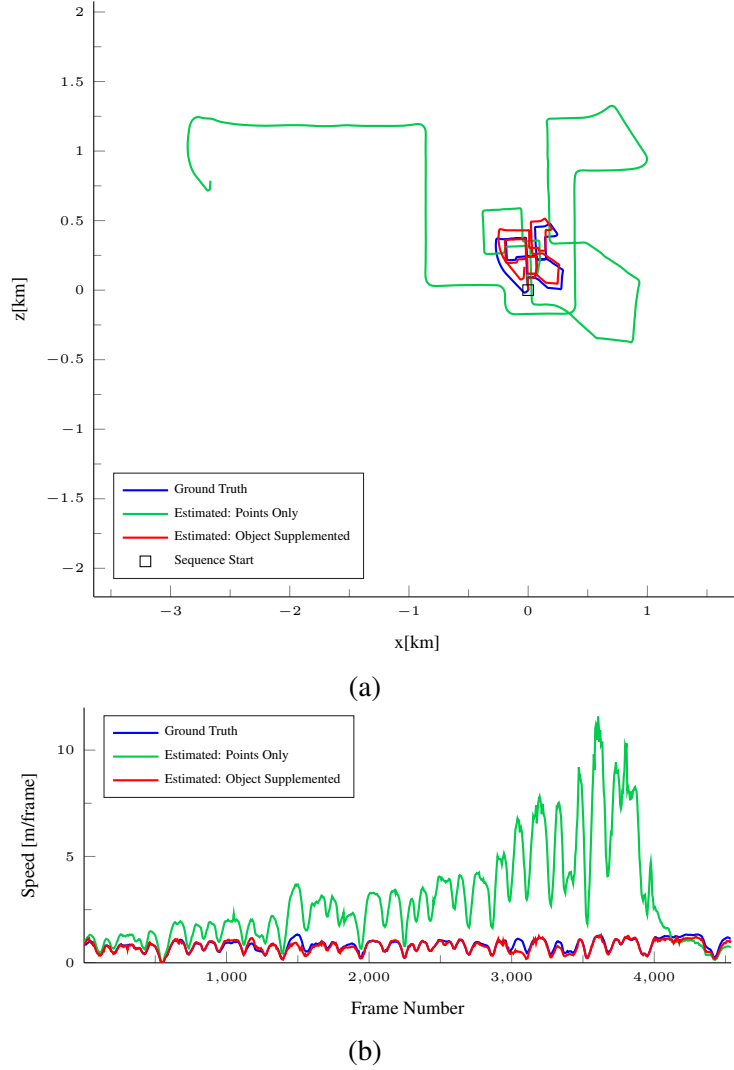 2
1.5
1
0.5
0
−0.5
−1
−1.5
−2
z[km]
Ground Truth
Estimated: Points Only
Estimated: Object Supplemented
Sequence Start
−3 −2 −1 0 1
x[km]
(a)
Ground Truth
Estimated: Points Only
Estimated: Object Supplemented
10
5
0
Speed [m/frame]
1,000 2,000 3,000 4,000
Frame Number
(b)